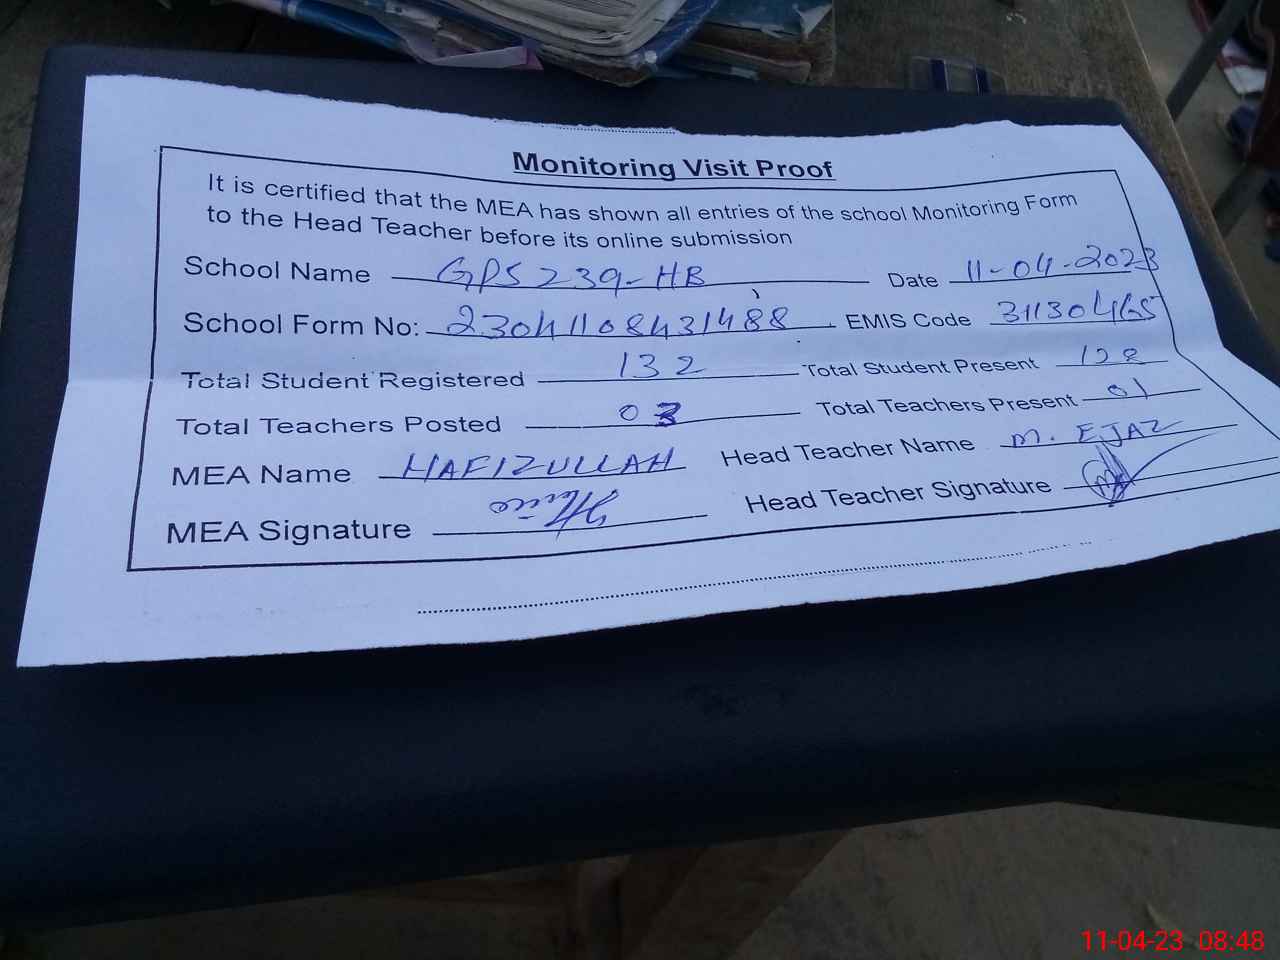 Monitoring Visit Proof
It is certified that the MEA has shown all entries of the school Monitoring Form
to the Head Teacher before its online submission
School Name GPS 239-HB Date 11-04-2023
School Form No: 23041108431488 EMIS Code 31130465
Total Student Registered 132 Total Student Present 128
Total Teachers Posted 03 Total Teachers Present 01
MEA Name HAFIZULLAH Head Teacher Name M. EJAZ
MEA Signature Head Teacher Signature
11-04-23 08:48